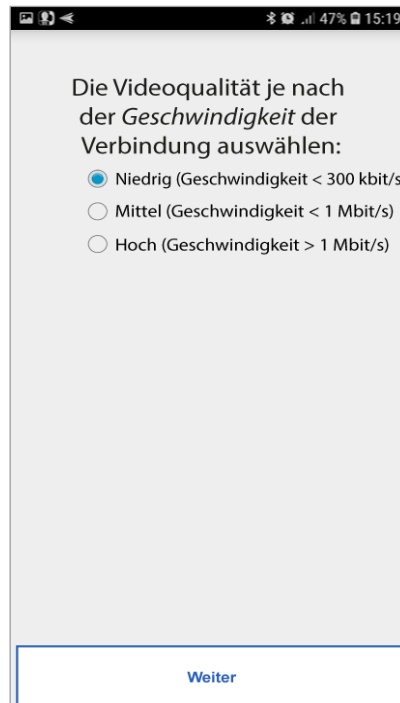 47% 15:19
Die Videoqualität je nach
der Geschwindigkeit der
Verbindung auswählen:
Niedrig (Geschwindigkeit < 300 kbit/s
Mittel (Geschwindigkeit < 1 Mbit/s)
Hoch (Geschwindigkeit > 1 Mbit/s)
Weiter